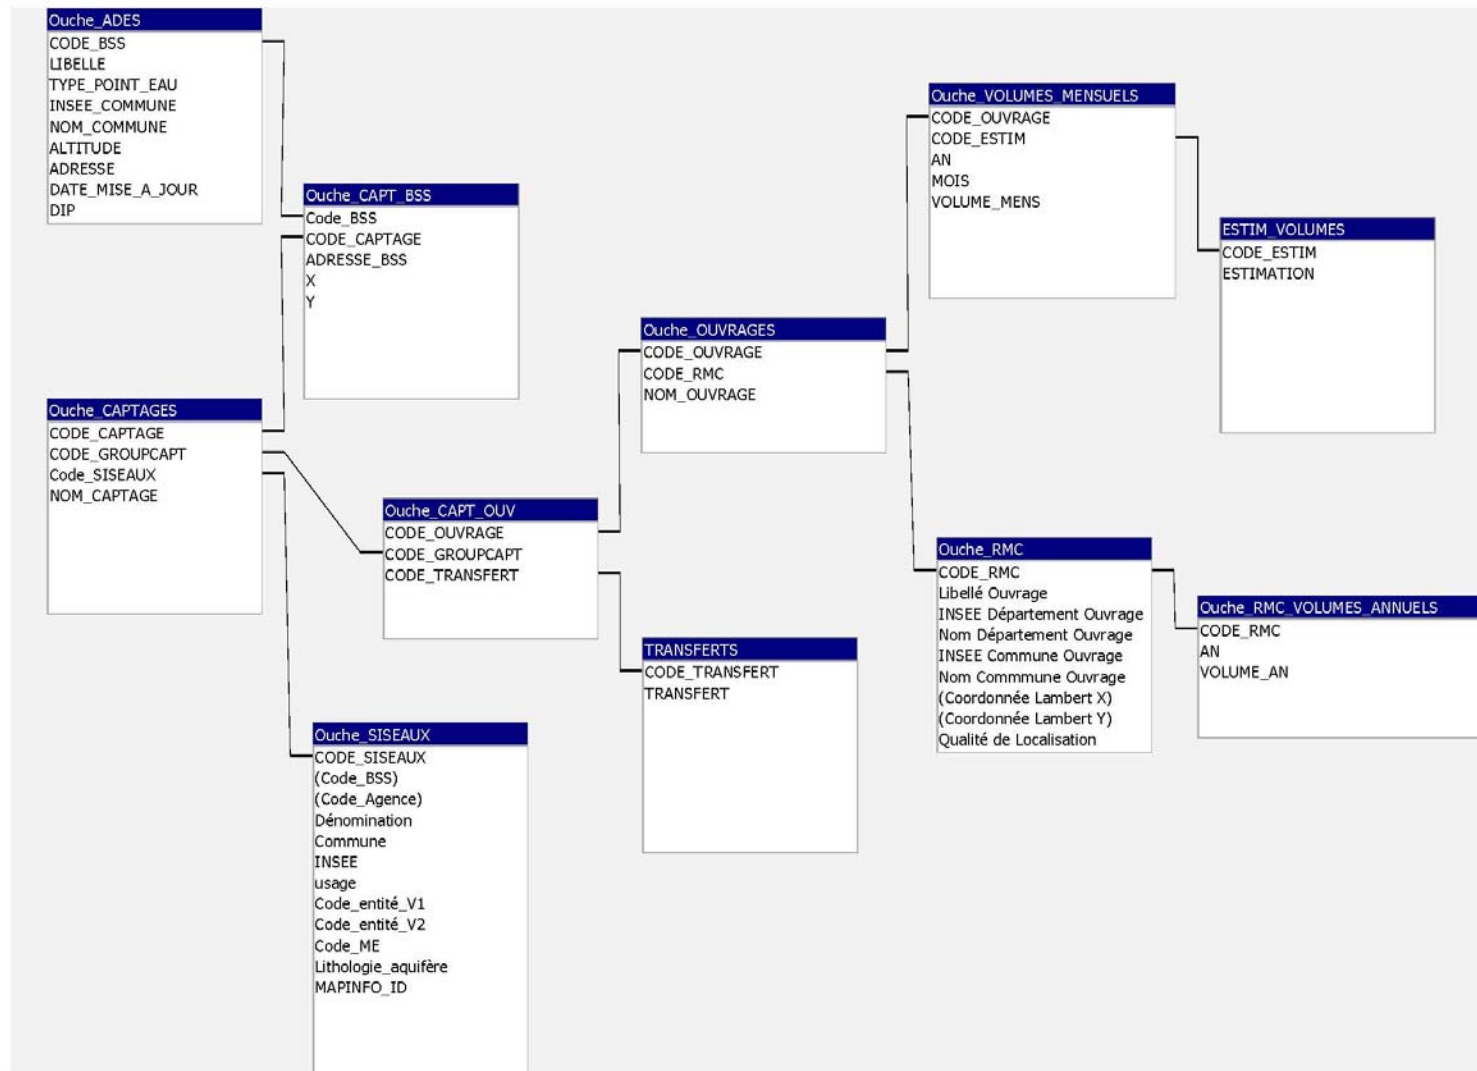 Ouche_ADES
CODE_BSS
LIBELLE
TYPE_POINT_EAU
INSEE_COMMUNE
NOM_COMMUNE
ALTITUDE
ADRESSE
DATE_MISE_A_JOUR
DIP
Ouche_CAPT_BSS
Code_BSS
CODE_CAPTAGE
ADRESSE_BSS
X
Y
Ouche_CAPTAGES
CODE_CAPTAGE
CODE_GROUPCAPT
Code_SISEAUX
NOM_CAPTAGE
Ouche_CAPT_OUV
CODE_OUVRAGE
CODE_GROUPCAPT
CODE_TRANSFERT
Ouche_SISEAUX
CODE_SISEAUX
(Code_BSS)
(Code_Agence)
Dénomination
Commune
INSEE
usage
Code_entité_V1
Code_entité_V2
Code_ME
Lithologie_aquifère
MAPINFO_ID
Ouche_OUVRAGES
CODE_OUVRAGE
CODE_RMC
NOM_OUVRAGE
TRANSFERTS
CODE_TRANSFERT
TRANSFERT
Ouche_VOLUMES_MENSUELS
CODE_OUVRAGE
CODE_ESTIM
AN
MOIS
VOLUME_MENS
ESTIM_VOLUMES
CODE_ESTIM
ESTIMATION
Ouche_RMC
CODE_RMC
Libellé Ouvrage
INSEE Département Ouvrage
Nom Département Ouvrage
INSEE Commune Ouvrage
Nom Commmune Ouvrage
(Coordonnée Lambert X)
(Coordonnée Lambert Y)
Qualité de Localisation
Ouche_RMC_VOLUMES_ANNUELS
CODE_RMC
AN
VOLUME_AN